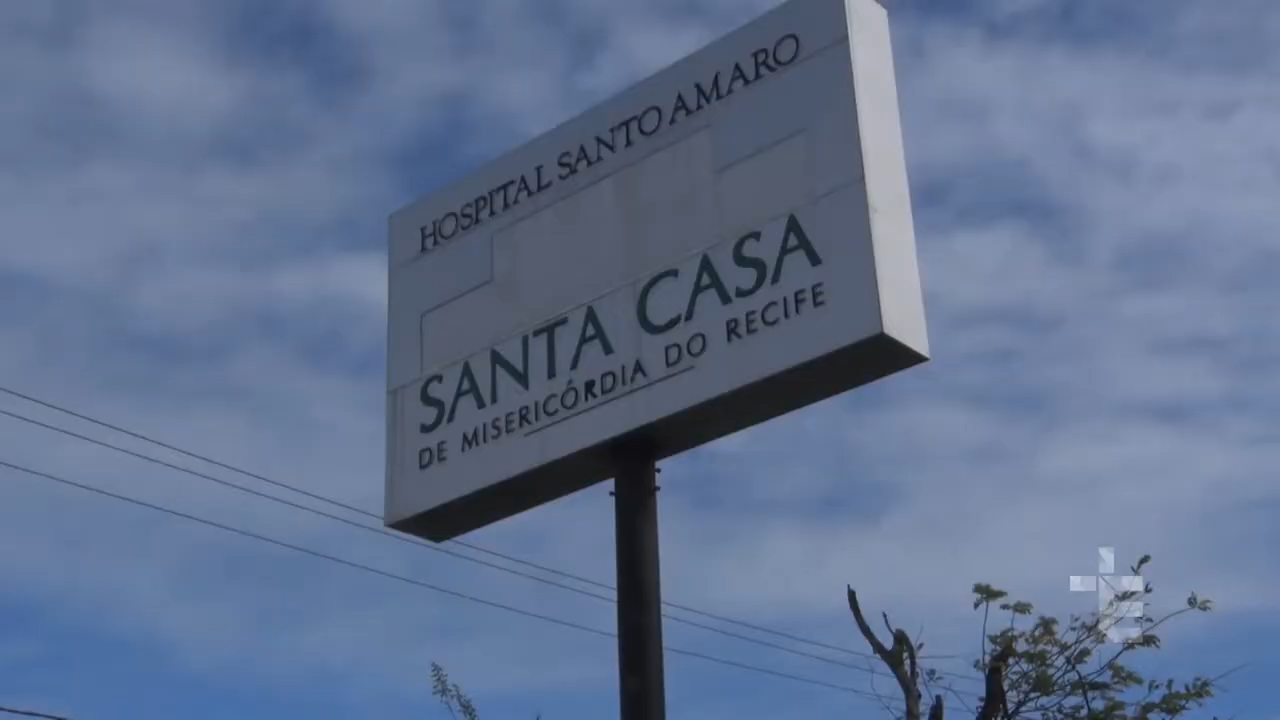 HOSPITAL SANTO AMARO
SANTA CASA
DE MISERICÓRDIA DO RECIFE